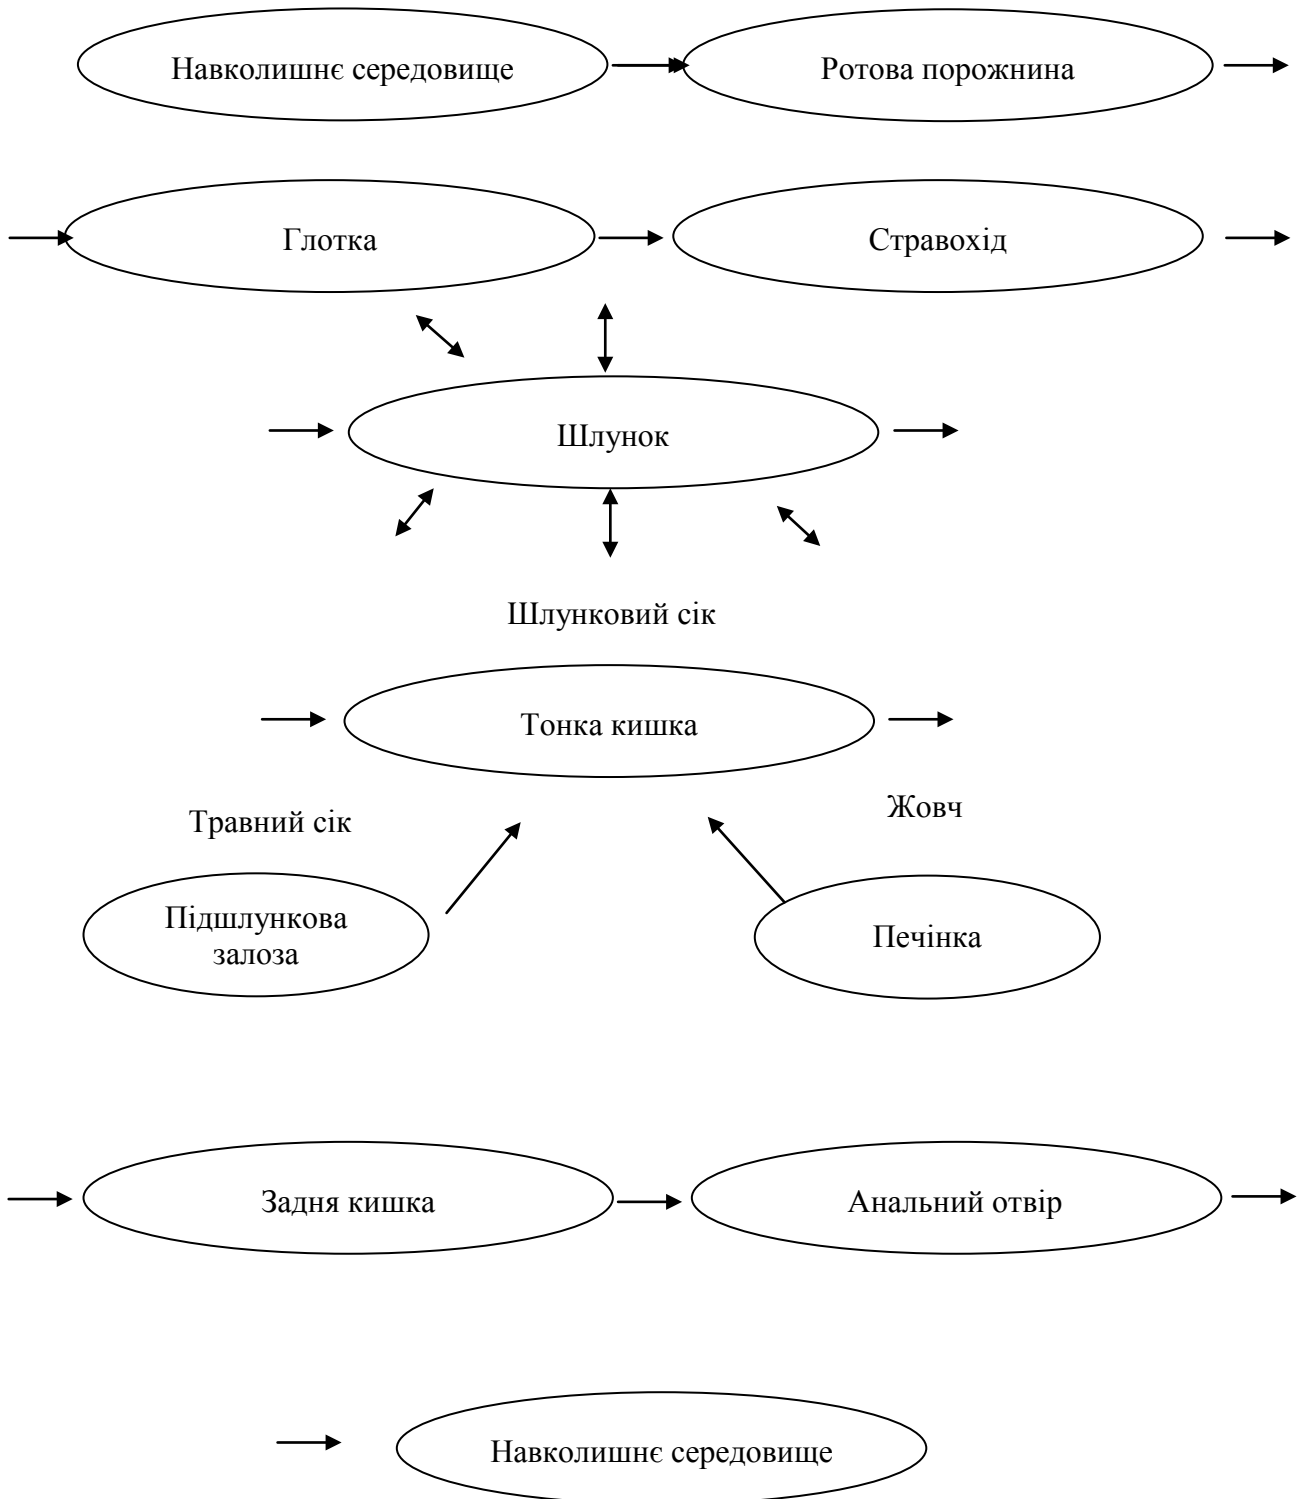 Навколишнє середовище
Ротова порожнина
Глотка
Стравохід
Шлунок
Шлунковий сік
Тонка кишка
Травний сік
Жовч
Підшлункова
залоза
Печінка
Задня кишка
Анальний отвір
Навколишнє середовище